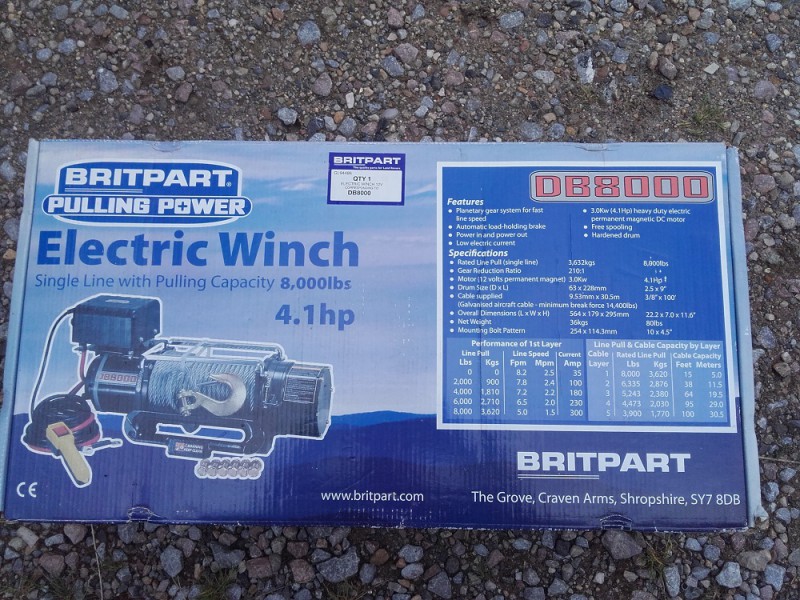 BRITPART®
PULLING POWER
Electric Winch
Single Line with Pulling Capacity 8,000lbs
4.1hp
BRITPART
QTY 1
ELECTRIC WINCH 12V
DB8000
DB8000
Features
• Planetary gear system for fast line speed
• Automatic load-holding brake
• Power in and power out
• Low electric current
• 3.0Kw (4.1Hp) heavy duty electric permanent magnetic DC motor
• Free spooling
• Hardened drum
Specifications
• Rated Line Pull (single line) 3,632kgs 8,000lbs
• Gear Reduction Ratio 210:1
• Motor (12 volts permanent magnet) 3.0Kw 4.1Hp
• Drum Size (D x L) 63 x 228mm 2.5 x 9"
• Cable supplied 9.53mm x 30.5m 3/8" x 100'
(Galvanised aircraft cable - minimum break force 14,400lbs)
• Overall Dimensions (L x W x H) 564 x 179 x 295mm 22.2 x 7.0 x 11.6"
• Net Weight 36kgs 80lbs
• Mounting Bolt Pattern 254 x 114.3mm 10 x 4.5"
Performance of 1st Layer
Line Pull Line Speed Current
Lbs Kgs Fpm Mpm Amp
0 0 8.2 2.5 35
2,000 900 7.8 2.4 100
4,000 1,810 7.2 2.2 180
6,000 2,710 6.5 2.0 230
8,000 3,620 5.0 1.5 300
Line Pull & Cable Capacity by Layer
Cable Rated Line Pull Cable Capacity
Layer Lbs Kgs Feet Meters
1 8,000 3,620 15 5.0
2 6,335 2,876 38 11.5
3 5,243 2,380 64 19.5
4 4,473 2,030 95 29.0
5 3,900 1,770 100 30.5
DB8000
CE
www.britpart.com
BRITPART
The Grove, Craven Arms, Shropshire, SY7 8DB